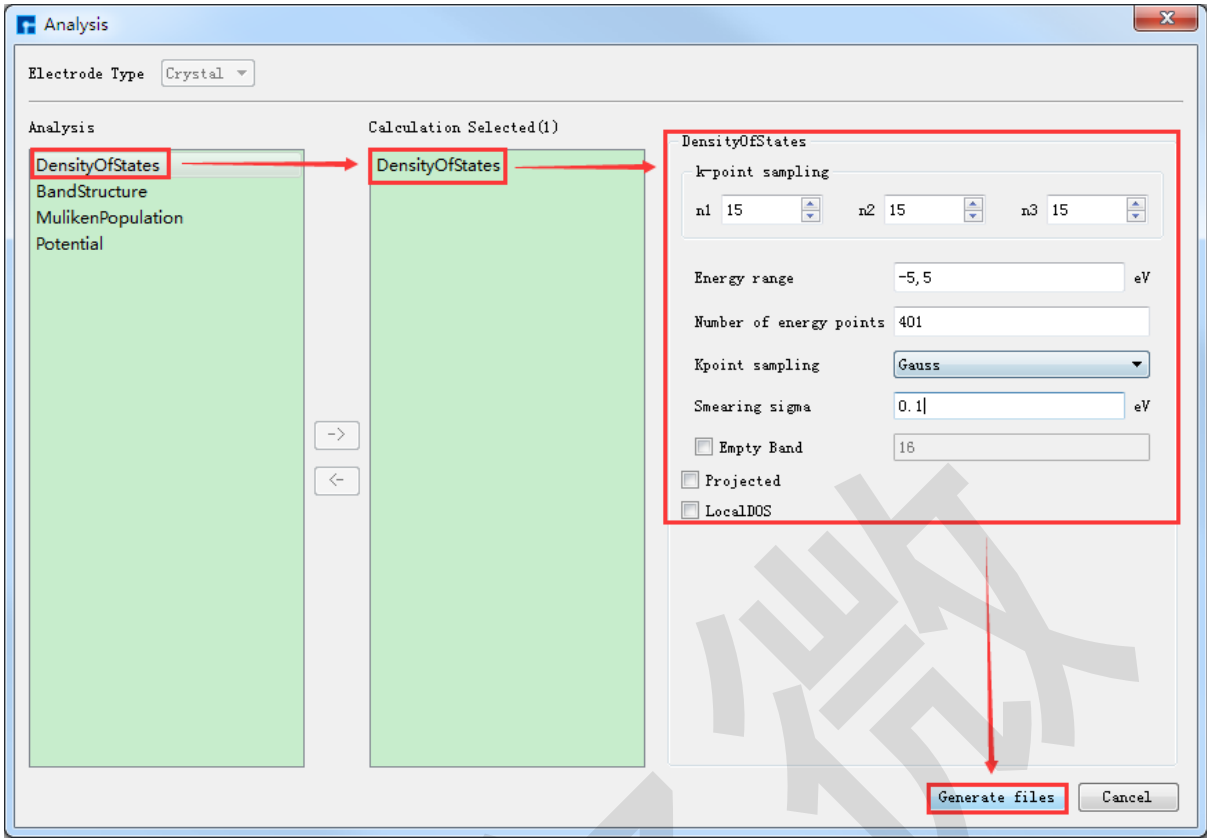 Analysis
Electrode Type Crystal
Analysis
Calculation Selected(1)
DensityOfStates
BandStructure
MulikenPopulation
Potential
DensityOfStates
->
<-
DensityOfStates
k-point sampling
n1 15 n2 15 n3 15
Energy range -5,5 eV
Number of energy points 401
Kpoint sampling Gauss
Smearing sigma 0.1 eV
Empty Band 16
Projected
LocalDOS
Generate files Cancel
微